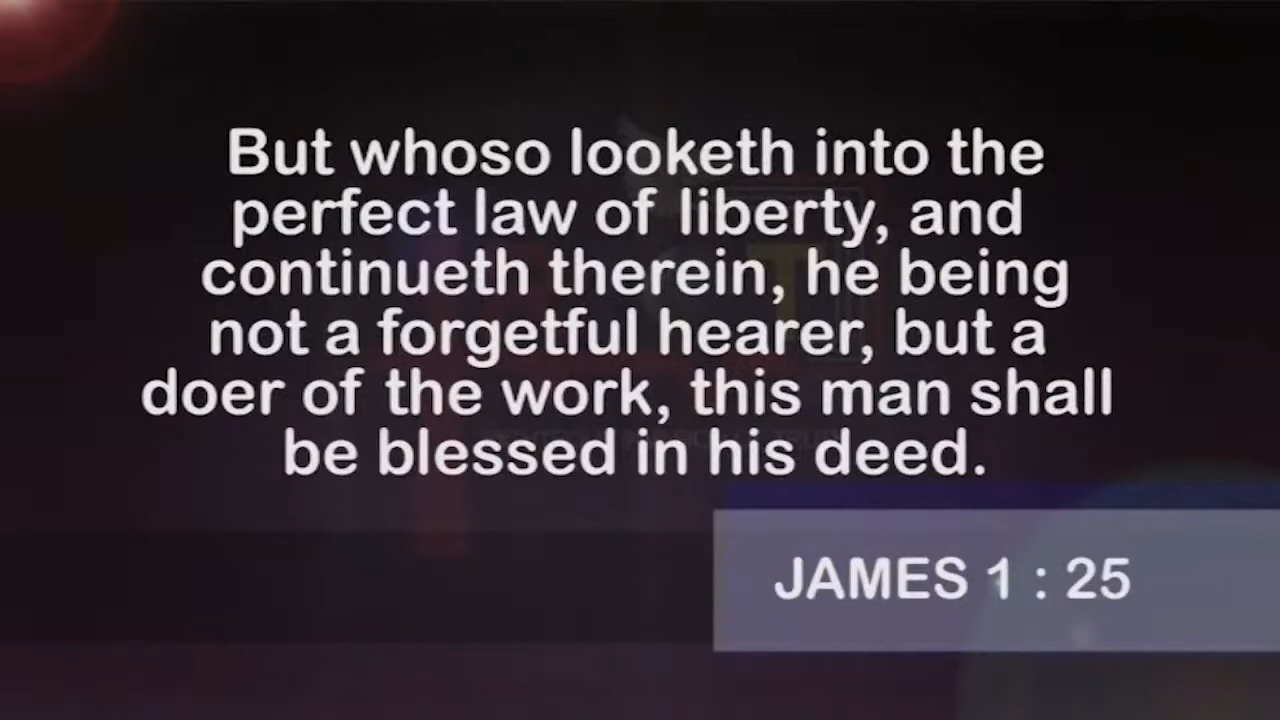 But whoso looketh into the
perfect law of liberty, and
continueth therein, he being
not a forgetful hearer, but a
doer of the work, this man shall
be blessed in his deed.
JAMES 1 : 25